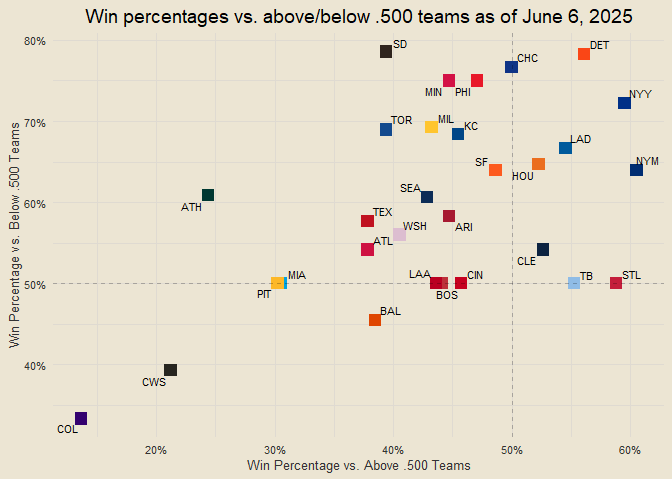 Win percentages vs. above/below .500 teams as of June 6, 2025
Win Percentage vs. Below .500 Teams
80%
70%
60%
50%
40%
SD
DET
CHC
MIN
PHI
NYY
TOR
MIL
KC
LAD
SF
HOU
NYM
ATH
SEA
TEX
WSH
ARI
ATL
CLE
MIA
PIT
LAA
BOS
CIN
TB
STL
BAL
CWS
COL
20%
30%
40%
50%
60%
Win Percentage vs. Above .500 Teams